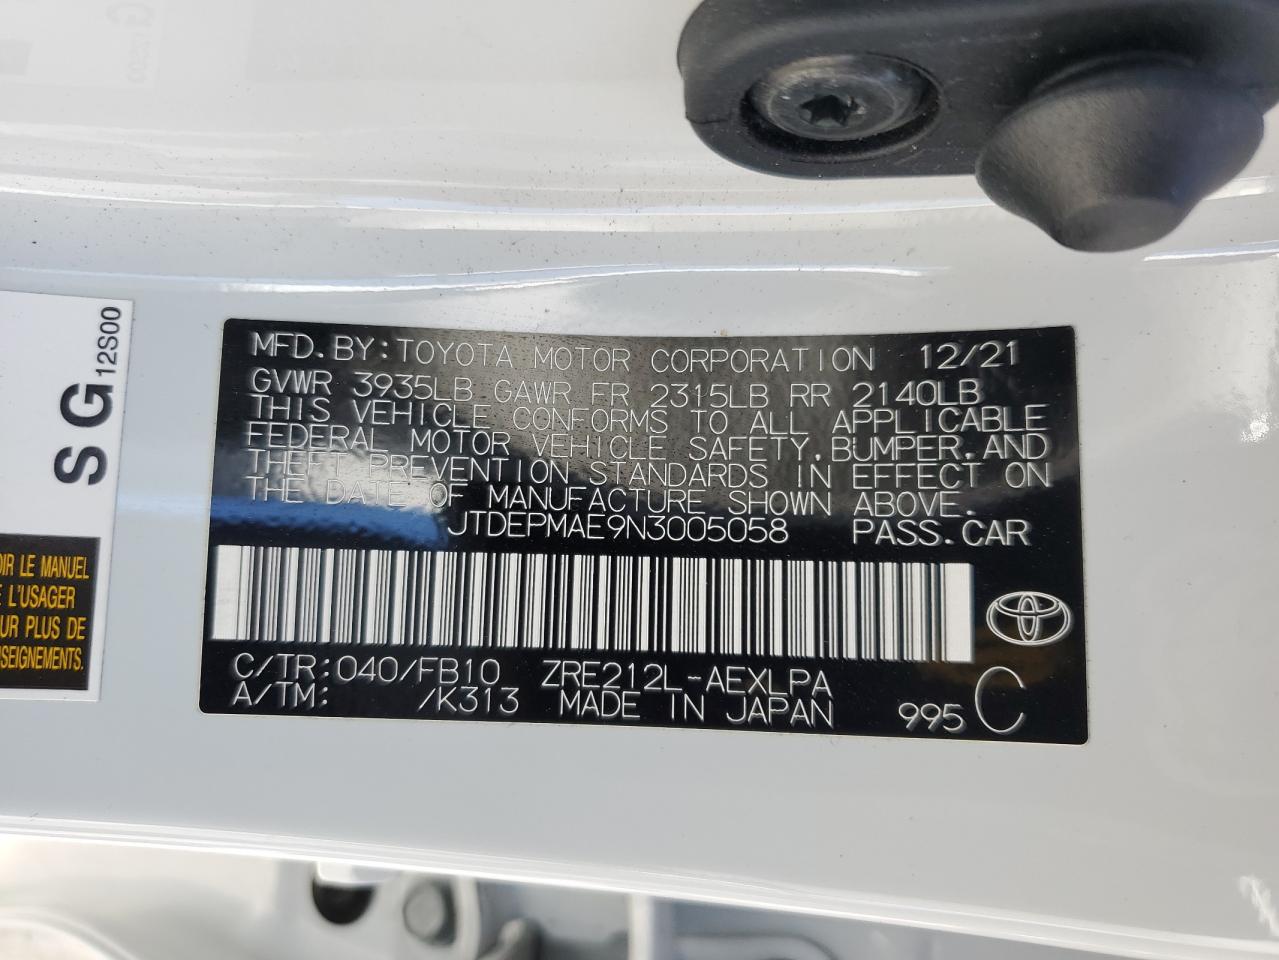 MFD.BY:TOYOTA MOTOR CORPORATION 12/21
GVWR 3935LB GAWR FR 2315LB RR 2140LB
THIS VEHICLE CONFORMS TO ALL APPLICABLE
FEDERAL MOTOR VEHICLE SAFETY,BUMPER,AND
THEFT PREVENTION STANDARDS IN EFFECT ON
THE DATE OF MANUFACTURE SHOWN ABOVE.
JTDEPMAE9N3005058 PASS.CAR
C/TR:040/FB10 ZRE212L-AEXLPA
A/TM: /K313 MADE IN JAPAN 995 C
SG 12S00
OIR LE MANUEL
E L'USAGER
UR PLUS DE
SEIGNEMENTS.